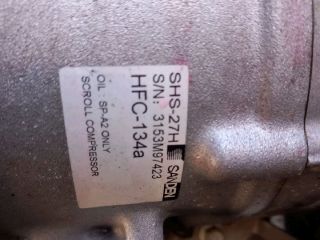 SANDEN
SHS-27H
S/N: 3153M97423
HFC-134a
OIL : SP-A2 ONLY
SCROLL COMPRESSOR